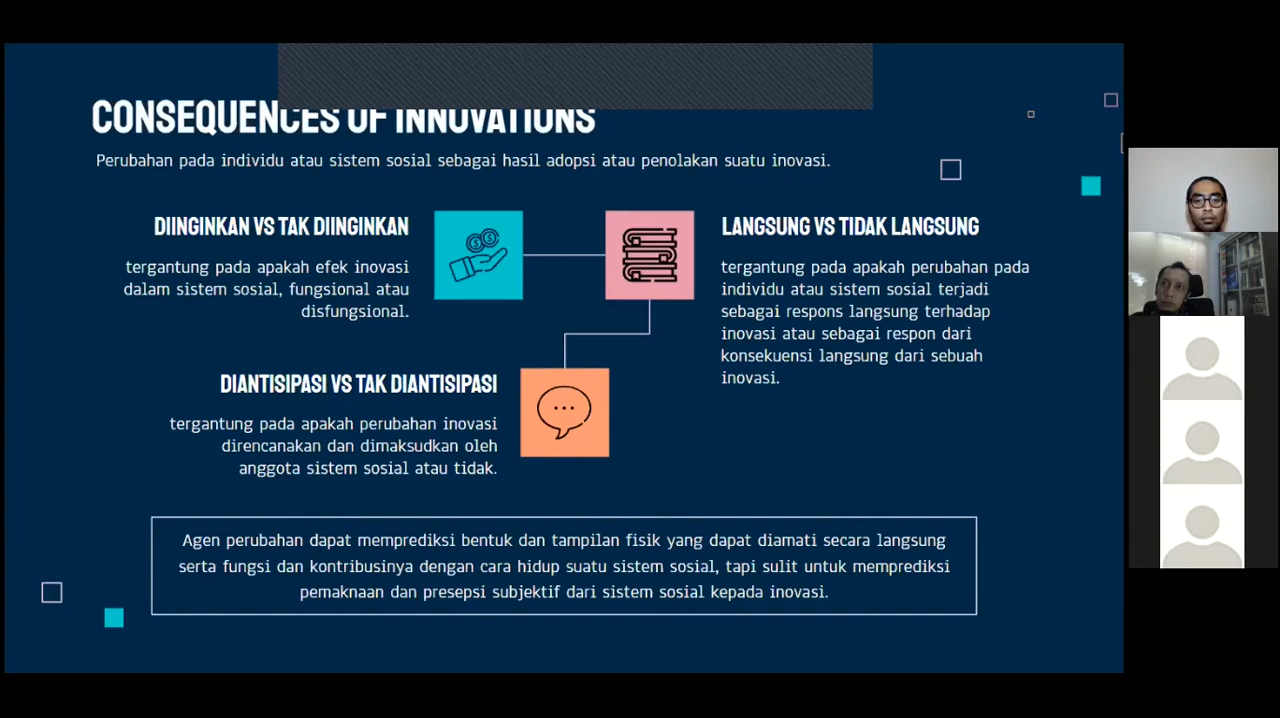 CONSEQUENCES OF INNOVATIONS
Perubahan pada individu atau sistem sosial sebagai hasil adopsi atau penolakan suatu inovasi.
DIINGINKAN VS TAK DIINGINKAN
tergantung pada apakah efek inovasi
dalam sistem sosial, fungsional atau
disfungsional.
LANGSUNG VS TIDAK LANGSUNG
tergantung pada apakah perubahan pada
individu atau sistem sosial terjadi
sebagai respons langsung terhadap
inovasi atau sebagai respon dari
konsekuensi langsung dari sebuah
inovasi.
DIANTISIPASI VS TAK DIANTISIPASI
tergantung pada apakah perubahan inovasi
direncanakan dan dimaksudkan oleh
anggota sistem sosial atau tidak.
Agen perubahan dapat memprediksi bentuk dan tampilan fisik yang dapat diamati secara langsung
serta fungsi dan kontribusinya dengan cara hidup suatu sistem sosial, tapi sulit untuk memprediksi
pemaknaan dan presepsi subjektif dari sistem sosial kepada inovasi.